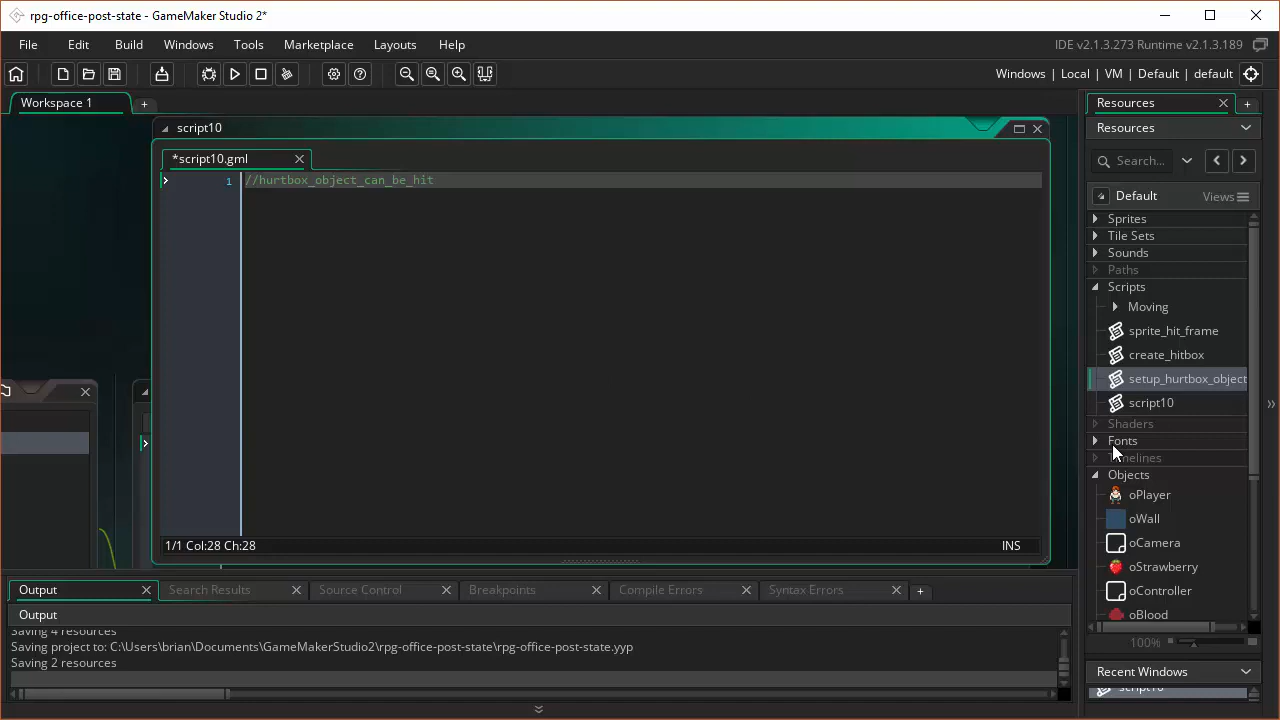 rpg-office-post-state - GameMaker Studio 2*
File Edit Build Windows Tools Marketplace Layouts Help
IDE v2.1.3.273 Runtime v2.1.3.189
Windows | Local | VM | Default | default
Workspace 1
+
script10
*script10.gml
1 //hurtbox_object_can_be_hit
1/1 Col:28 Ch:28
INS
Resources
+
Resources
Search...
Default
Views
Sprites
Tile Sets
Sounds
Paths
Scripts
Moving
sprite_hit_frame
create_hitbox
setup_hurtbox_object
script10
Shaders
Fonts
Timelines
Objects
oPlayer
oWall
oCamera
oStrawberry
oController
oBlood
100%
Recent Windows
script10
Output Search Results Source Control Breakpoints Compile Errors Syntax Errors +
Output
Saving 4 resources
Saving project to: C:\Users\brian\Documents\GameMakerStudio2\rpg-office-post-state\rpg-office-post-state.yyp
Saving 2 resources